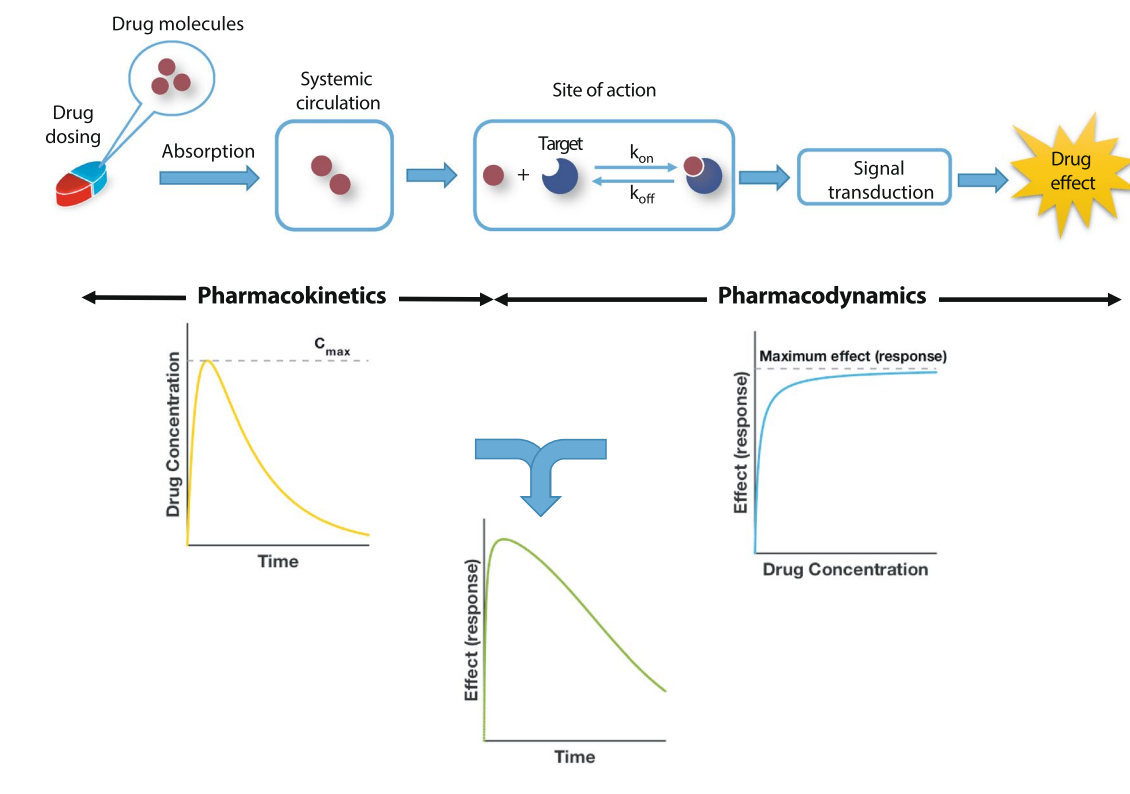 Drug molecules
Drug
dosing
Absorption
Systemic
circulation
Site of action
Target
+
kon
koff
Signal
transduction
Drug
effect
Pharmacokinetics
Pharmacodynamics
Cmax
Drug Concentration
Time
Maximum effect (response)
Effect (response)
Drug Concentration
Effect (response)
Time